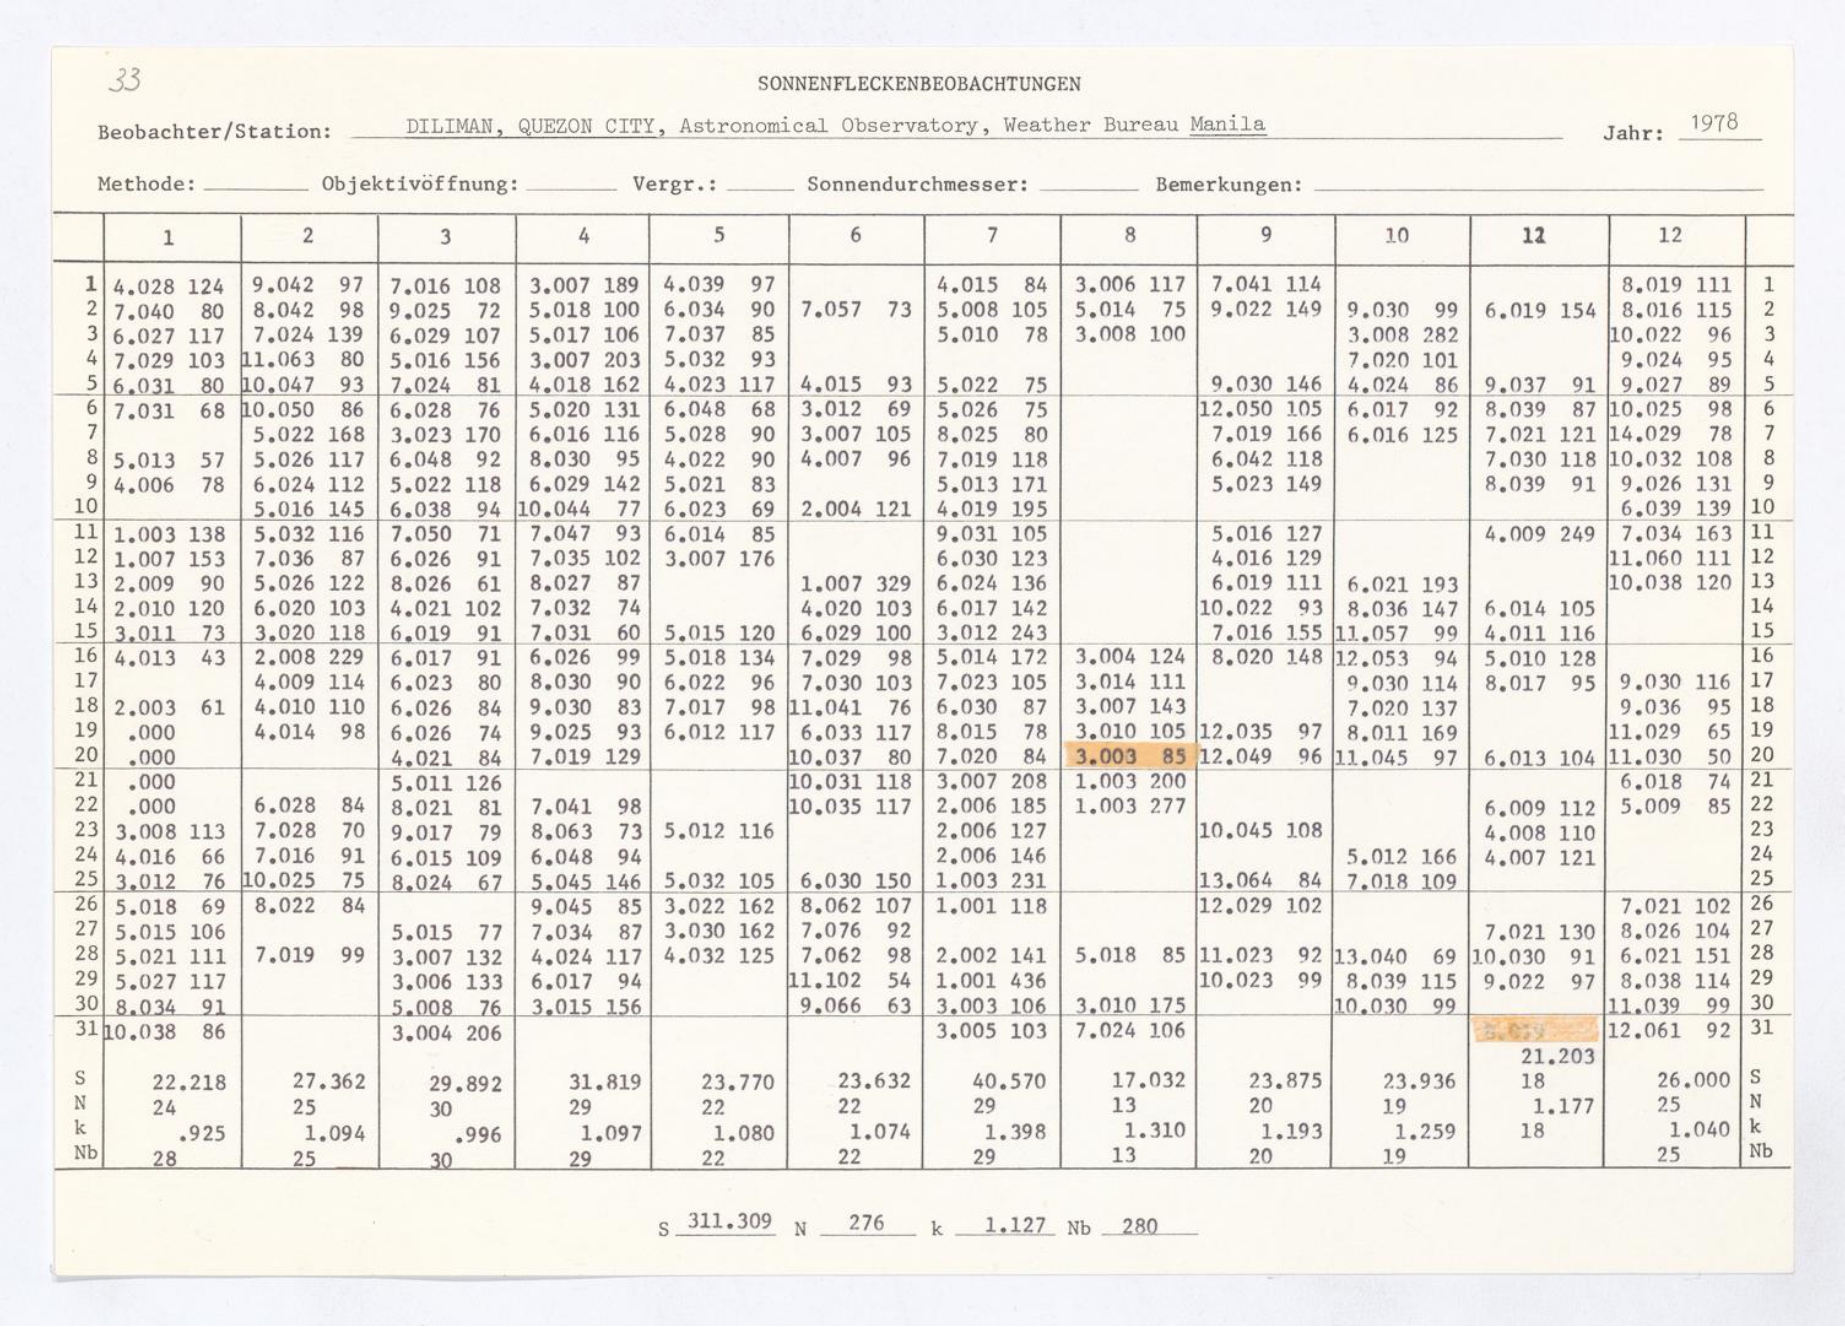 33
SONNENFLECKENBEOBACHTUNGEN
Beobachter/Station: DILIMAN, QUEZON CITY, Astronomical Observatory, Weather Bureau Manila Jahr: 1978
Methode: Objektivöffnung: Vergr.: Sonnendurchmesser: Bemerkungen:
1 2 3 4 5 6 7 8 9 10 11 12
1 4.028 124 9.042 97 7.016 108 3.007 189 4.039 97 4.015 84 3.006 117 7.041 114 8.019 111 1
2 7.040 80 8.042 98 9.025 72 5.018 100 6.034 90 7.057 73 5.008 105 5.014 75 9.022 149 9.030 99 6.019 154 8.016 115 2
3 6.027 117 7.024 139 6.029 107 5.017 106 7.037 85 5.010 78 3.008 100 3.008 282 10.022 96 3
4 7.029 103 11.063 80 5.016 156 3.007 203 5.032 93 7.020 101 9.024 95 4
5 6.031 80 10.047 93 7.024 81 4.018 162 4.023 117 4.015 93 5.022 75 9.030 146 4.024 86 9.037 91 9.027 89 5
6 7.031 68 10.050 86 6.028 76 5.020 131 6.048 68 3.012 69 5.026 75 12.050 105 6.017 92 8.039 87 10.025 98 6
7 5.022 168 3.023 170 6.016 116 5.028 90 3.007 105 8.025 80 7.019 166 6.016 125 7.021 121 14.029 78 7
8 5.013 57 5.026 117 6.048 92 8.030 95 4.022 90 4.007 96 7.019 118 6.042 118 7.030 118 10.032 108 8
9 4.006 78 6.024 112 5.022 118 6.029 142 5.021 83 5.013 171 5.023 149 8.039 91 9.026 131 9
10 5.016 145 6.038 94 10.044 77 6.023 69 2.004 121 4.019 195 6.039 139 10
11 1.003 138 5.032 116 7.050 71 7.047 93 6.014 85 9.031 105 5.016 127 4.009 249 7.034 163 11
12 1.007 153 7.036 87 6.026 91 7.035 102 3.007 176 6.030 123 4.016 129 11.060 111 12
13 2.009 90 5.026 122 8.026 61 8.027 87 1.007 329 6.024 136 6.019 111 6.021 193 10.038 120 13
14 2.010 120 6.020 103 4.021 102 7.032 74 4.020 103 6.017 142 10.022 93 8.036 147 6.014 105 14
15 3.011 73 3.020 118 6.019 91 7.031 60 5.015 120 6.029 100 3.012 243 7.016 155 11.057 99 4.011 116 15
16 4.013 43 2.008 229 6.017 91 6.026 99 5.018 134 7.029 98 5.014 172 3.004 124 8.020 148 12.053 94 5.010 128 16
17 4.009 114 6.023 80 8.030 90 6.022 96 7.030 103 7.023 105 3.014 111 9.030 114 8.017 95 9.030 116 17
18 2.003 61 4.010 110 6.026 84 9.030 83 7.017 98 11.041 76 6.030 87 3.007 143 7.020 137 9.036 95 18
19 .000 4.014 98 6.026 74 9.025 93 6.012 117 6.033 117 8.015 78 3.010 105 12.035 97 8.011 169 11.029 65 19
20 .000 4.021 84 7.019 129 10.037 80 7.020 84 3.003 85 12.049 96 11.045 97 6.013 104 11.030 50 20
21 .000 5.011 126 10.031 118 3.007 208 1.003 200 6.018 74 21
22 .000 6.028 84 8.021 81 7.041 98 10.035 117 2.006 185 1.003 277 6.009 112 5.009 85 22
23 3.008 113 7.028 70 9.017 79 8.063 73 5.012 116 2.006 127 10.045 108 4.008 110 23
24 4.016 66 7.016 91 6.015 109 6.048 94 2.006 146 5.012 166 4.007 121 24
25 3.012 76 10.025 75 8.024 67 5.045 146 5.032 105 6.030 150 1.003 231 13.064 84 7.018 109 25
26 5.018 69 8.022 84 9.045 85 3.022 162 8.062 107 1.001 118 12.029 102 7.021 102 26
27 5.015 106 5.015 77 7.034 87 3.030 162 7.076 92 7.021 130 8.026 104 27
28 5.021 111 7.019 99 3.007 132 4.024 117 4.032 125 7.062 98 2.002 141 5.018 85 11.023 92 13.040 69 10.030 91 6.021 151 28
29 5.027 117 3.006 133 6.017 94 11.102 54 1.001 436 10.023 99 8.039 115 9.022 97 8.038 114 29
30 8.034 91 5.008 76 3.015 156 9.066 63 3.003 106 3.010 175 10.030 99 11.039 99 30
31 10.038 86 3.004 206 3.005 103 7.024 106 12.061 92 31
21.203
S 22.218 27.362 29.892 31.819 23.770 23.632 40.570 17.032 23.875 23.936 18 26.000 S
N 24 25 30 29 22 22 29 13 20 19 1.177 25 N
k .925 1.094 .996 1.097 1.080 1.074 1.398 1.310 1.193 1.259 18 1.040 k
Nb 28 25 30 29 22 22 29 13 20 19 25 Nb
S 311.309 N 276 k 1.127 Nb 280